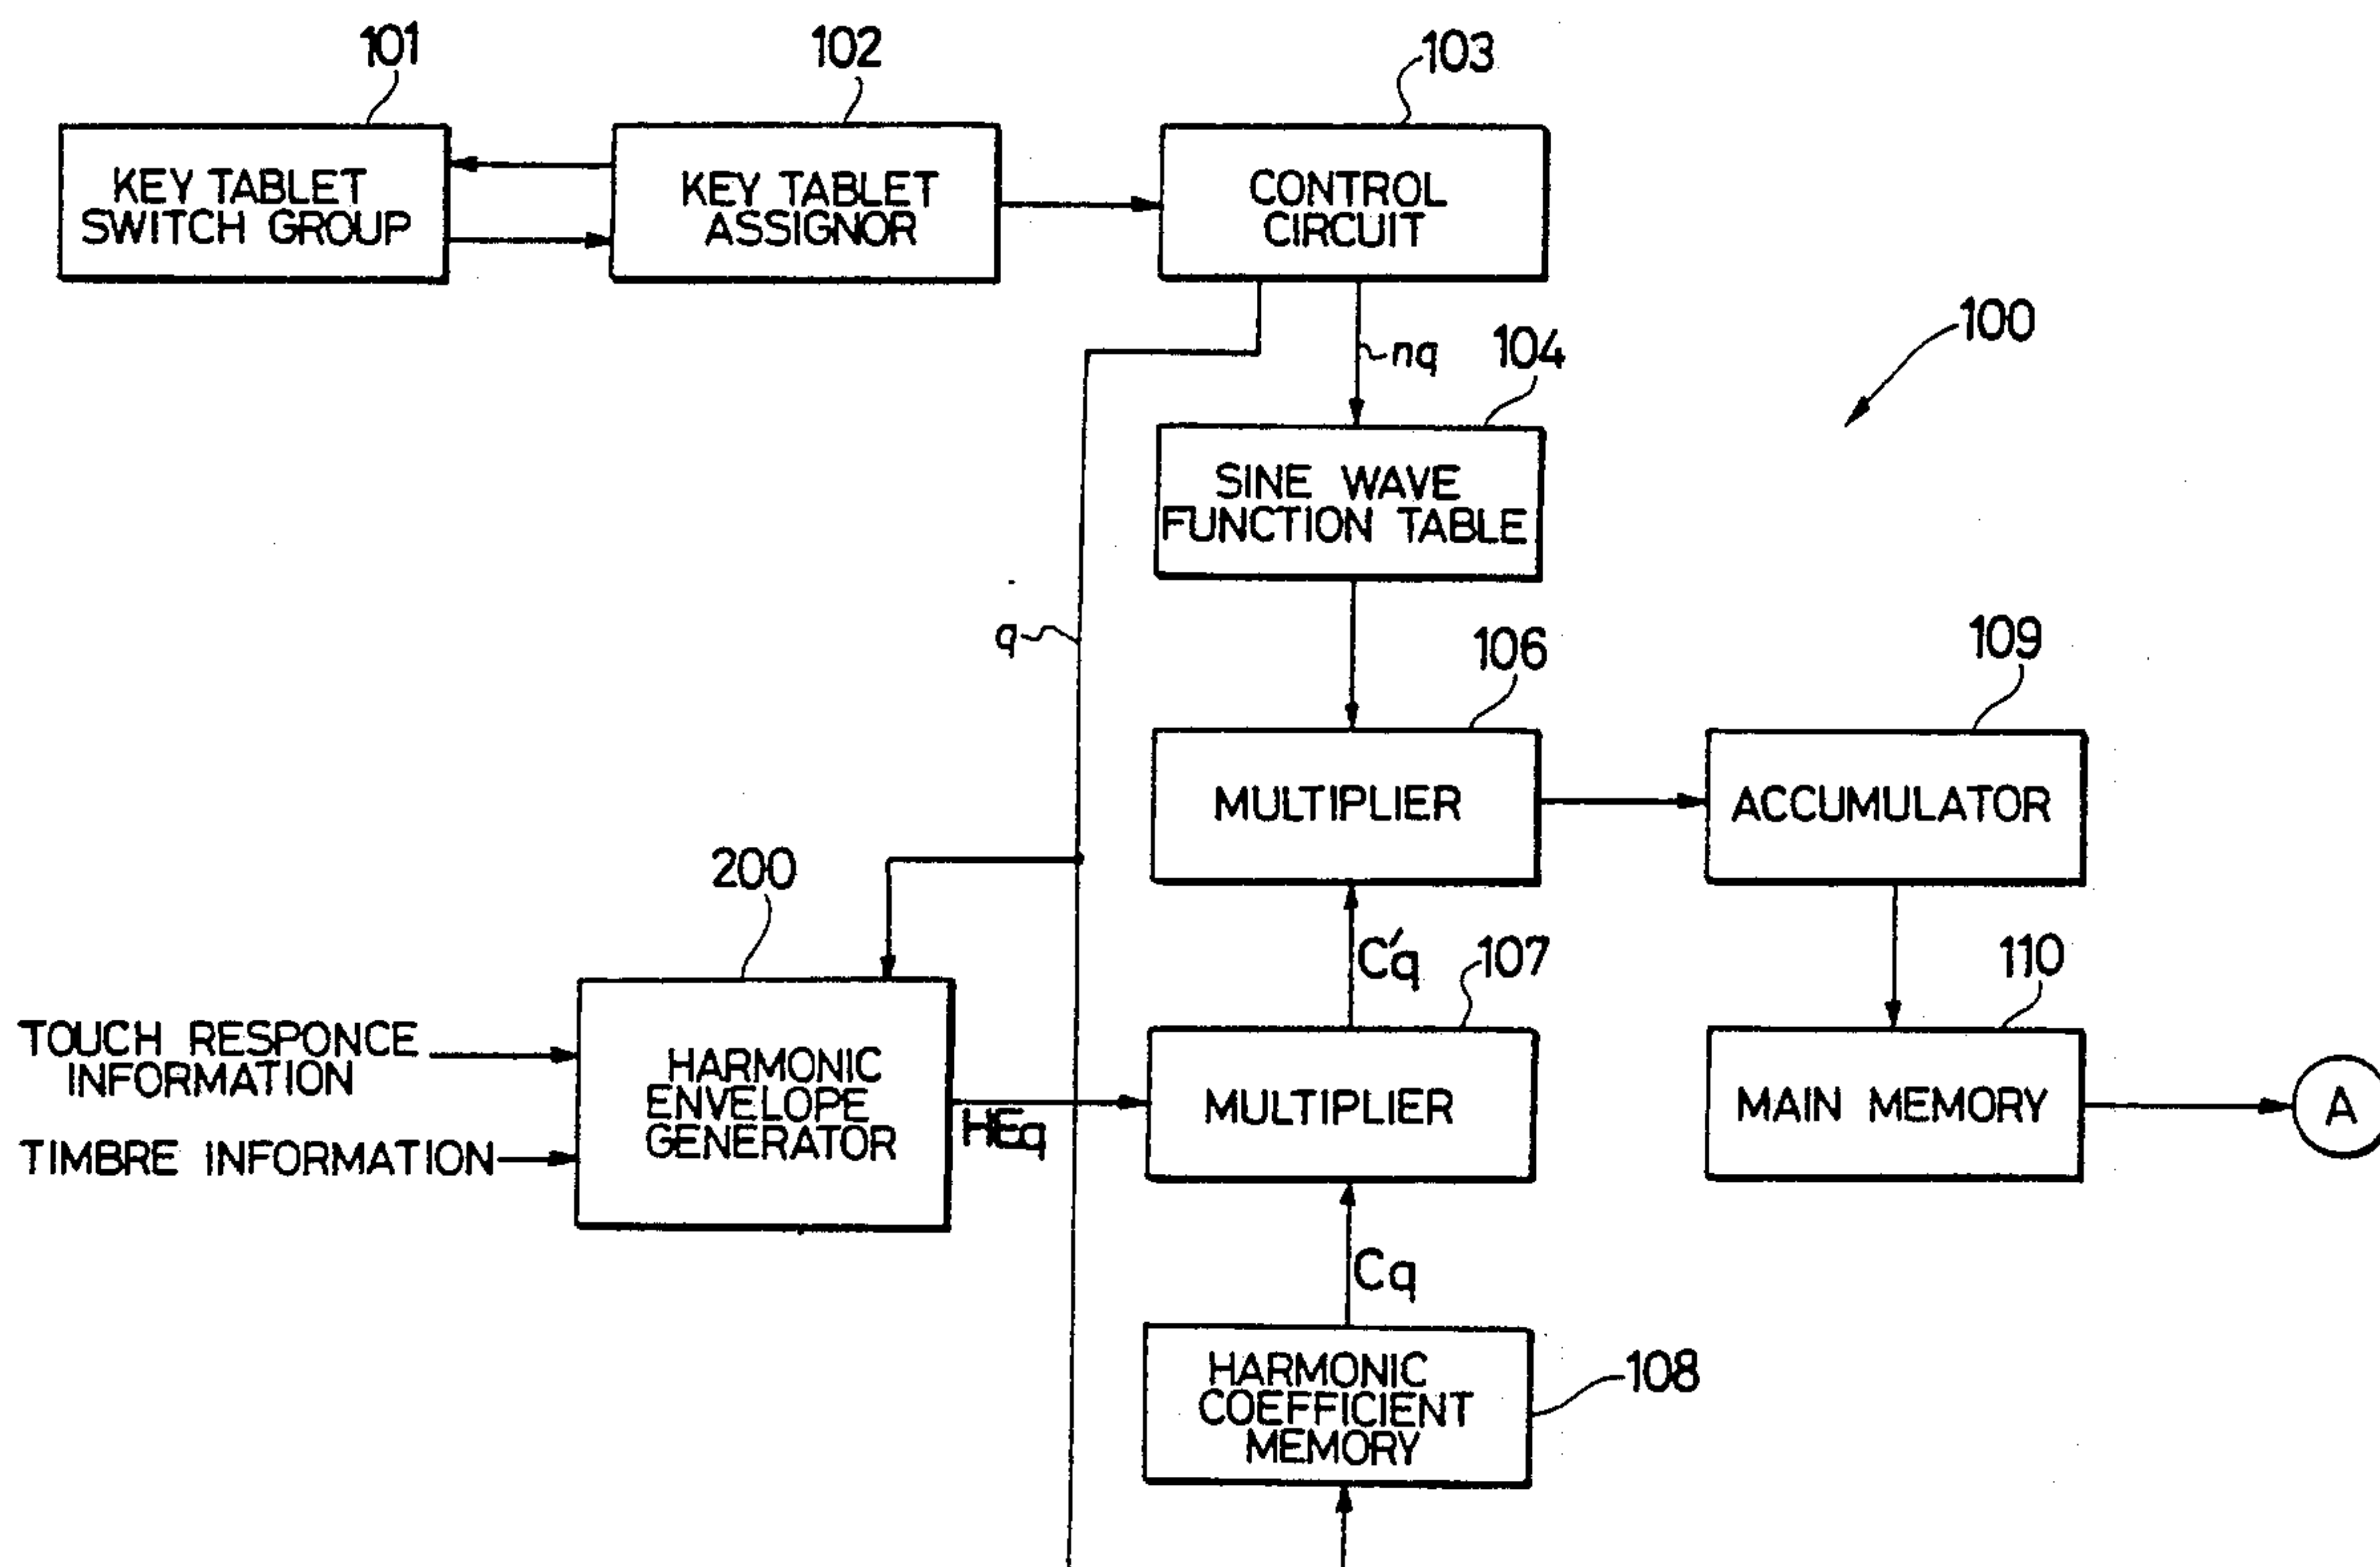 101
102
103
KEY TABLET
SWITCH GROUP
KEY TABLET
ASSIGNOR
CONTROL
CIRCUIT
100
nq
104
SINE WAVE
FUNCTION TABLE
q
106
109
MULTIPLIER
ACCUMULATOR
200
C'q
107
110
TOUCH RESPONCE
INFORMATION
TIMBRE INFORMATION
HARMONIC
ENVELOPE
GENERATOR
HEq
MULTIPLIER
MAIN MEMORY
A
Cq
HARMONIC
COEFFICIENT
MEMORY
108